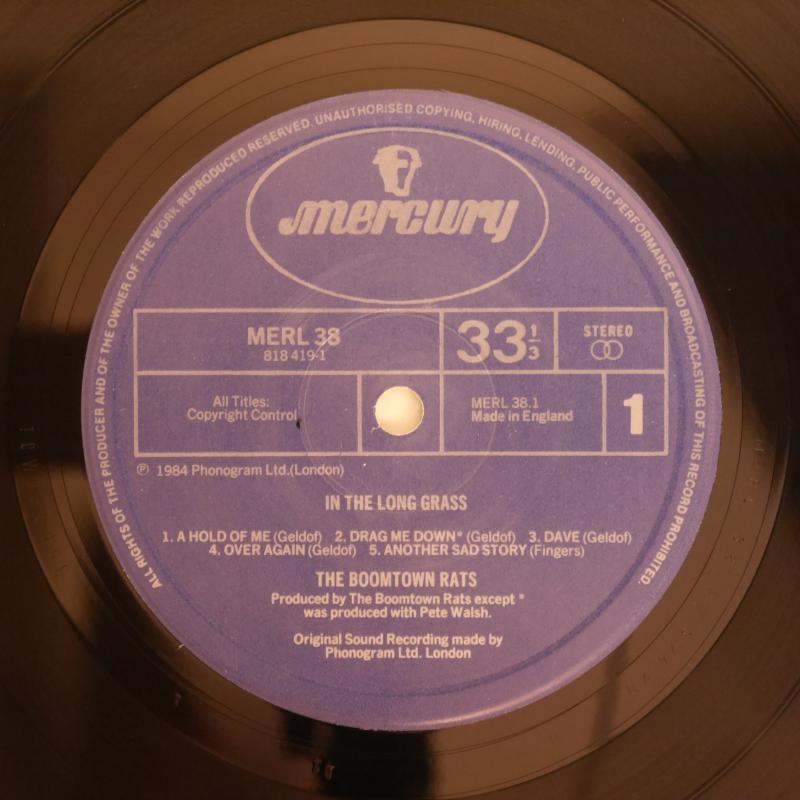 ALL RIGHTS OF THE PRODUCER AND OF THE OWNER OF THE WORK REPRODUCED RESERVED. UNAUTHORISED COPYING, HIRING, LENDING, PUBLIC PERFORMANCE AND BROADCASTING OF THIS RECORD PROHIBITED.
mercury
MERL 38
818 419-1
33 1/3
STEREO
All Titles:
Copyright Control
MERL 38.1
Made in England
1
℗ 1984 Phonogram Ltd.(London)
IN THE LONG GRASS
1. A HOLD OF ME (Geldof) 2. DRAG ME DOWN* (Geldof) 3. DAVE (Geldof)
4. OVER AGAIN (Geldof) 5. ANOTHER SAD STORY (Fingers)
THE BOOMTOWN RATS
Produced by The Boomtown Rats except *
was produced with Pete Walsh.
Original Sound Recording made by
Phonogram Ltd. London